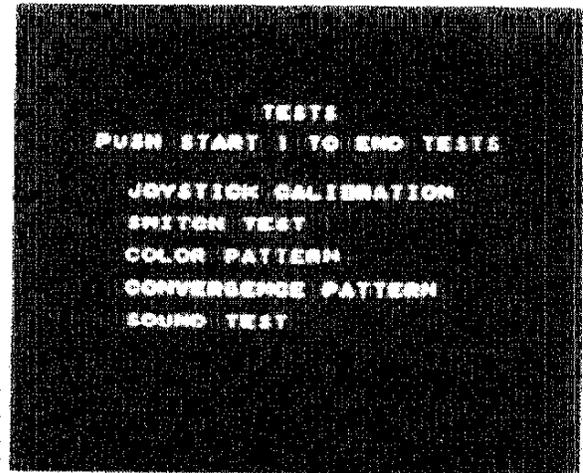 TESTS
PUSH START 1 TO END TESTS
JOYSTICK CALIBRATION
SWITCH TEST
COLOR PATTERN
CONVERGENCE PATTERN
SOUND TEST